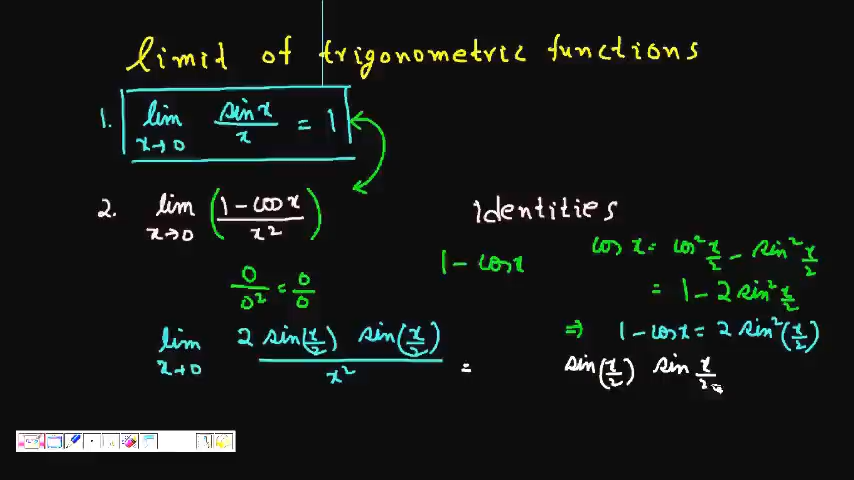 limit of trigonometric functions
1. lim x→0 sin x / x = 1
2. lim x→0 (1 - cos x / x²)
Identities
1 - cos x
cos x = cos² x/2 - sin² x/2
= 1 - 2 sin² x/2
0/0² = 0/0
⇒ 1 - cos x = 2 sin² (x/2)
lim x→0 2 sin(x/2) sin(x/2) / x² =
sin(x/2) sin x/2